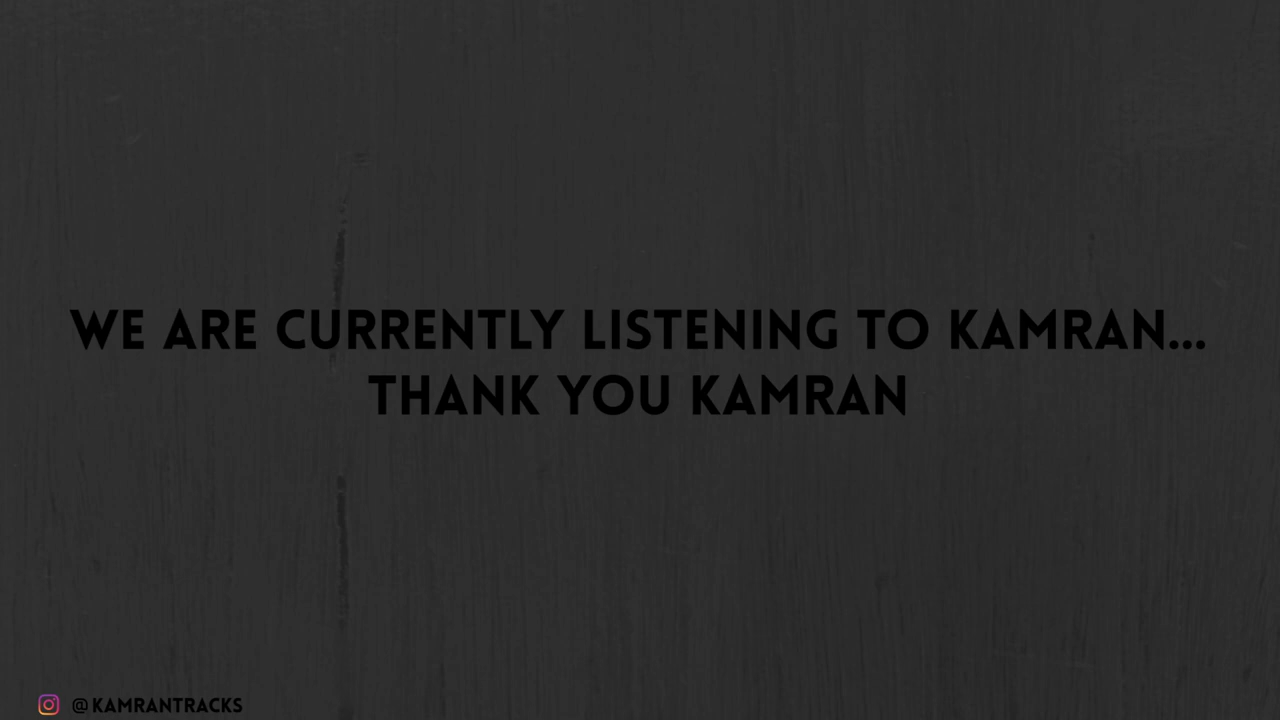 WE ARE CURRENTLY LISTENING TO KAMRAN...
THANK YOU KAMRAN
@KAMRANTRACKS